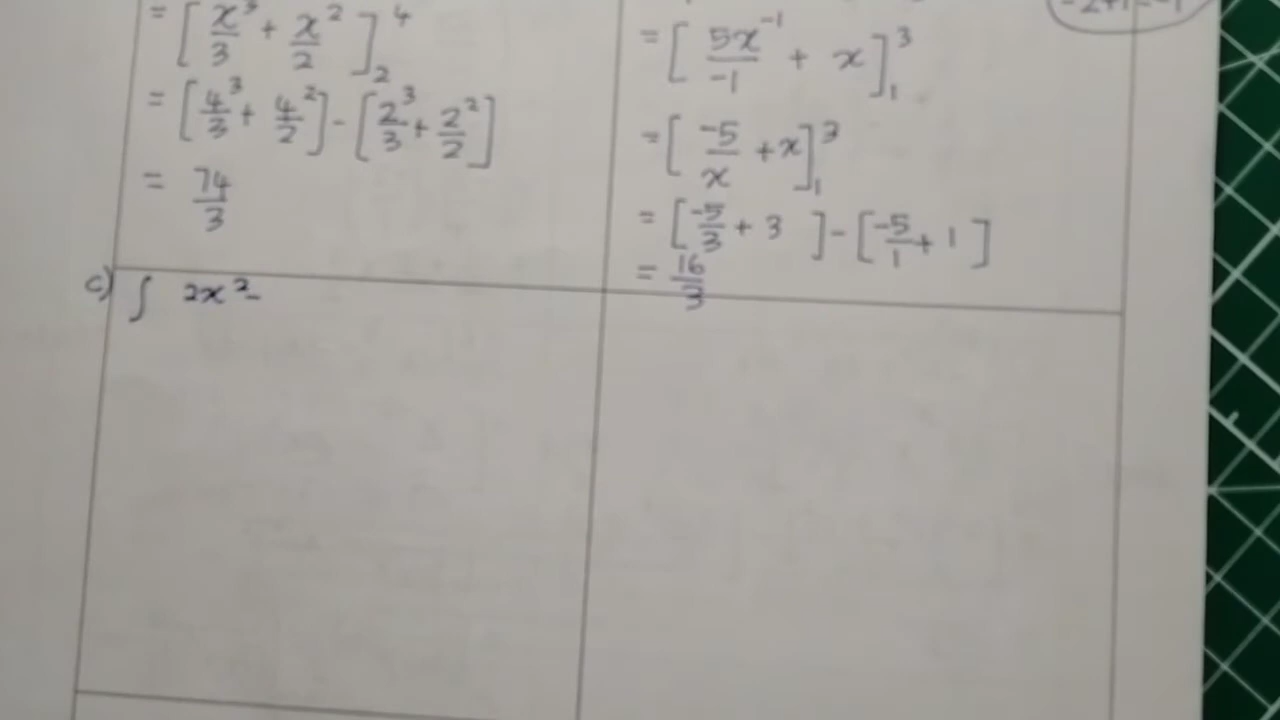 = [ x³/3 + x²/2 ]₂⁴
= [ 4³/3 + 4²/2 ] - [ 2³/3 + 2²/2 ]
= 74/3
= [ 5x⁻¹/-1 + x ]₁³
= [ -5/x + x ]₁³
= [ -5/3 + 3 ] - [ -5/1 + 1 ]
= 16/3
c) ∫ 2x² -